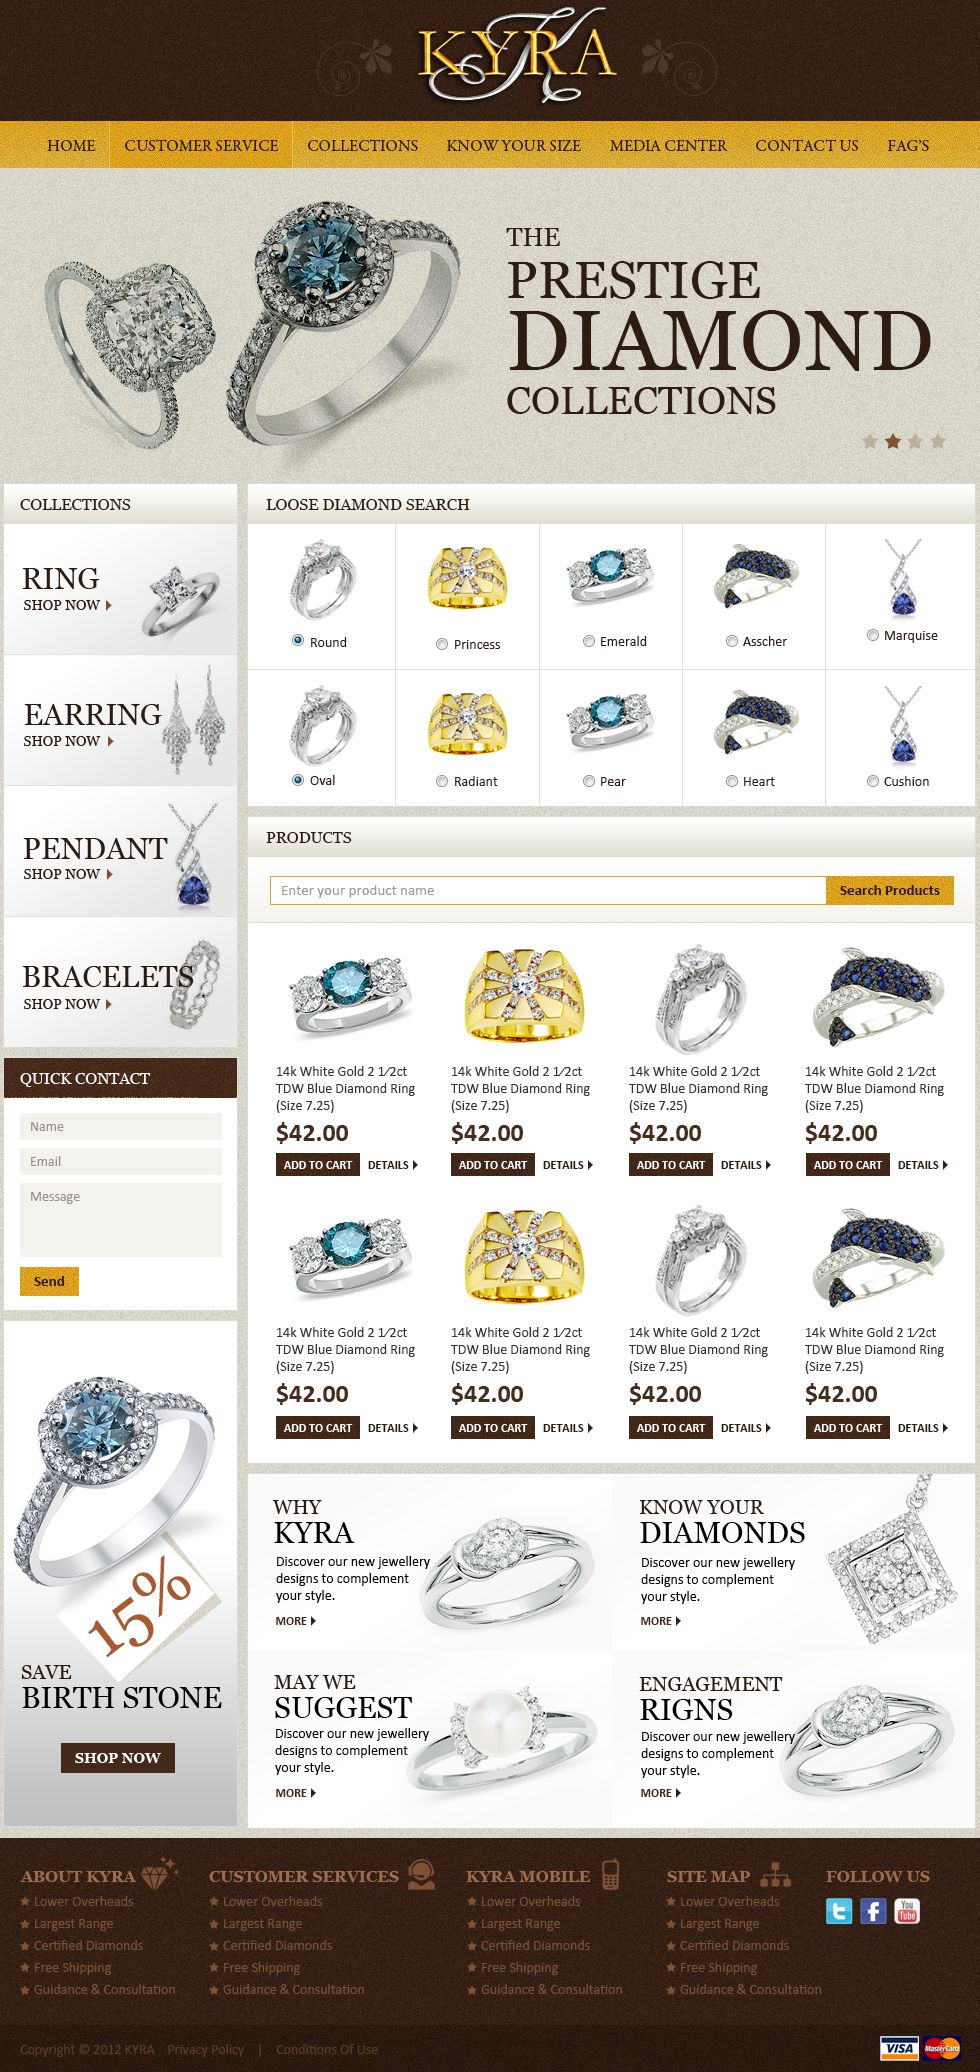 KYRA
HOME CUSTOMER SERVICE COLLECTIONS KNOW YOUR SIZE MEDIA CENTER CONTACT US FAG'S
THE
PRESTIGE
DIAMOND
COLLECTIONS
COLLECTIONS
RING
SHOP NOW
EARRING
SHOP NOW
PENDANT
SHOP NOW
BRACELETS
SHOP NOW
QUICK CONTACT
Name
Email
Message
Send
15%
SAVE
BIRTH STONE
SHOP NOW
LOOSE DIAMOND SEARCH
Round Princess Emerald Asscher Marquise
Oval Radiant Pear Heart Cushion
PRODUCTS
Enter your product name Search Products
14k White Gold 2 1/2ct 14k White Gold 2 1/2ct 14k White Gold 2 1/2ct 14k White Gold 2 1/2ct
TDW Blue Diamond Ring TDW Blue Diamond Ring TDW Blue Diamond Ring TDW Blue Diamond Ring
(Size 7.25) (Size 7.25) (Size 7.25) (Size 7.25)
$42.00 $42.00 $42.00 $42.00
ADD TO CART DETAILS ADD TO CART DETAILS ADD TO CART DETAILS ADD TO CART DETAILS
14k White Gold 2 1/2ct 14k White Gold 2 1/2ct 14k White Gold 2 1/2ct 14k White Gold 2 1/2ct
TDW Blue Diamond Ring TDW Blue Diamond Ring TDW Blue Diamond Ring TDW Blue Diamond Ring
(Size 7.25) (Size 7.25) (Size 7.25) (Size 7.25)
$42.00 $42.00 $42.00 $42.00
ADD TO CART DETAILS ADD TO CART DETAILS ADD TO CART DETAILS ADD TO CART DETAILS
WHY
KYRA
Discover our new jewellery
designs to complement
your style.
MORE
KNOW YOUR
DIAMONDS
Discover our new jewellery
designs to complement
your style.
MORE
MAY WE
SUGGEST
Discover our new jewellery
designs to complement
your style.
MORE
ENGAGEMENT
RIGNS
Discover our new jewellery
designs to complement
your style.
MORE
ABOUT KYRA CUSTOMER SERVICES KYRA MOBILE SITE MAP FOLLOW US
Lower Overheads Lower Overheads Lower Overheads Lower Overheads
Largest Range Largest Range Largest Range Largest Range
Certified Diamonds Certified Diamonds Certified Diamonds Certified Diamonds
Free Shipping Free Shipping Free Shipping Free Shipping
Guidance & Consultation Guidance & Consultation Guidance & Consultation Guidance & Consultation
t f You Tube
Copyright © 2012 KYRA Privacy Policy | Conditions Of Use VISA MasterCard